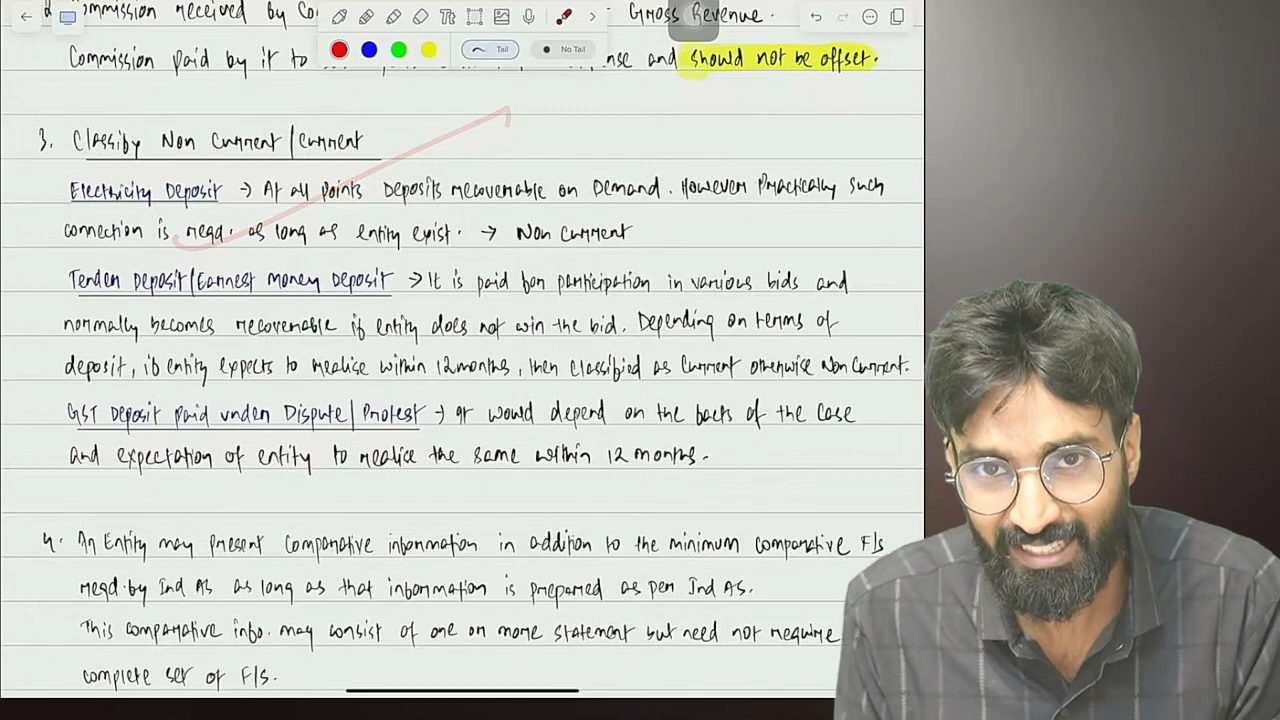 Commission received by Co Gross Revenue.
Commission paid by it to nse and should not be offset.
Tail
No Tail
3. Classify Non Current/Current
Electricity Deposit → At all Points Deposits recoverable on Demand. However Practically such
connection is reqd. as long as entity exist. → Non Current
Tender Deposit/Earnest Money Deposit → It is paid for participation in various bids and
normally becomes recoverable if entity does not win the bid. Depending on terms of
deposit, if entity expects to realise within 12 months, then classified as Current otherwise Non Current.
GST Deposit paid under Dispute/Protest → It would depend on the facts of the case
and expectation of entity to realise the same within 12 months.
4. An Entity may present comparative information in addition to the minimum comparative F/s
reqd. by Ind AS as long as that information is prepared as per Ind AS.
This comparative info. may consist of one or more statement but need not require
complete set of F/s.